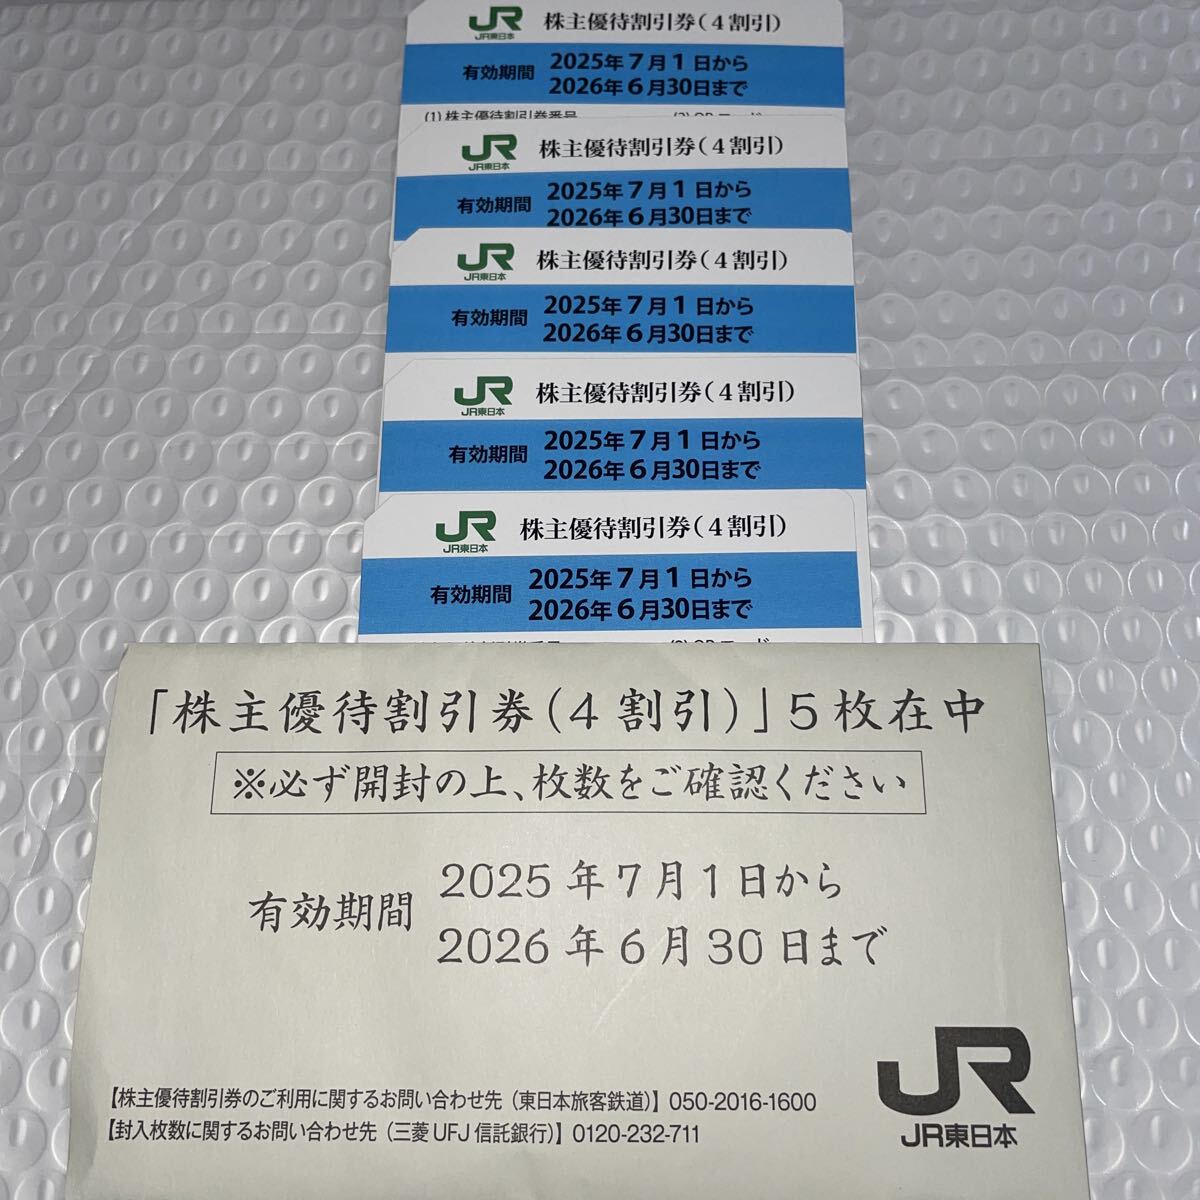 JR 株主優待割引券(4割引)
JR東日本
有効期間 2025年7月1日から
2026年6月30日まで
(1) 株主優待割引券番号
JR 株主優待割引券(4割引)
JR東日本
有効期間 2025年7月1日から
2026年6月30日まで
JR 株主優待割引券(4割引)
JR東日本
有効期間 2025年7月1日から
2026年6月30日まで
JR 株主優待割引券(4割引)
JR東日本
有効期間 2025年7月1日から
2026年6月30日まで
JR 株主優待割引券(4割引)
JR東日本
有効期間 2025年7月1日から
2026年6月30日まで
「株主優待割引券(4割引)」5枚在中
※必ず開封の上、枚数をご確認ください
有効期間 2025年7月1日から
2026年6月30日まで
【株主優待割引券のご利用に関するお問い合わせ先(東日本旅客鉄道)】050-2016-1600
【封入枚数に関するお問い合わせ先(三菱UFJ信託銀行)】0120-232-711
JR
JR東日本